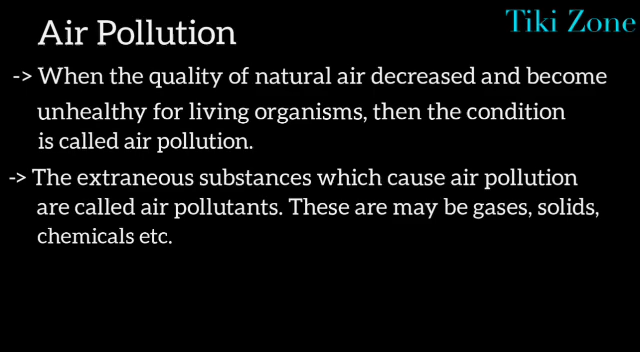 Air Pollution
Tiki Zone
-> When the quality of natural air decreased and become
unhealthy for living organisms, then the condition
is called air pollution.
-> The extraneous substances which cause air pollution
are called air pollutants. These are may be gases, solids,
chemicals etc.